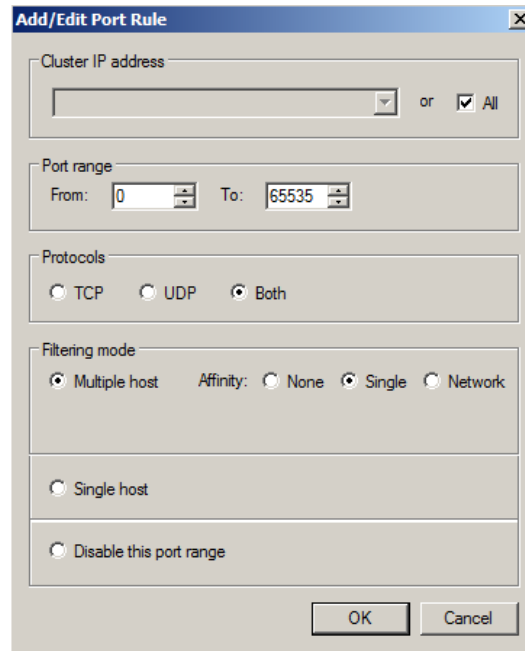 Add/Edit Port Rule
Cluster IP address
or All
Port range
From: 0 To: 65535
Protocols
TCP UDP Both
Filtering mode
Multiple host Affinity: None Single Network
Single host
Disable this port range
OK Cancel